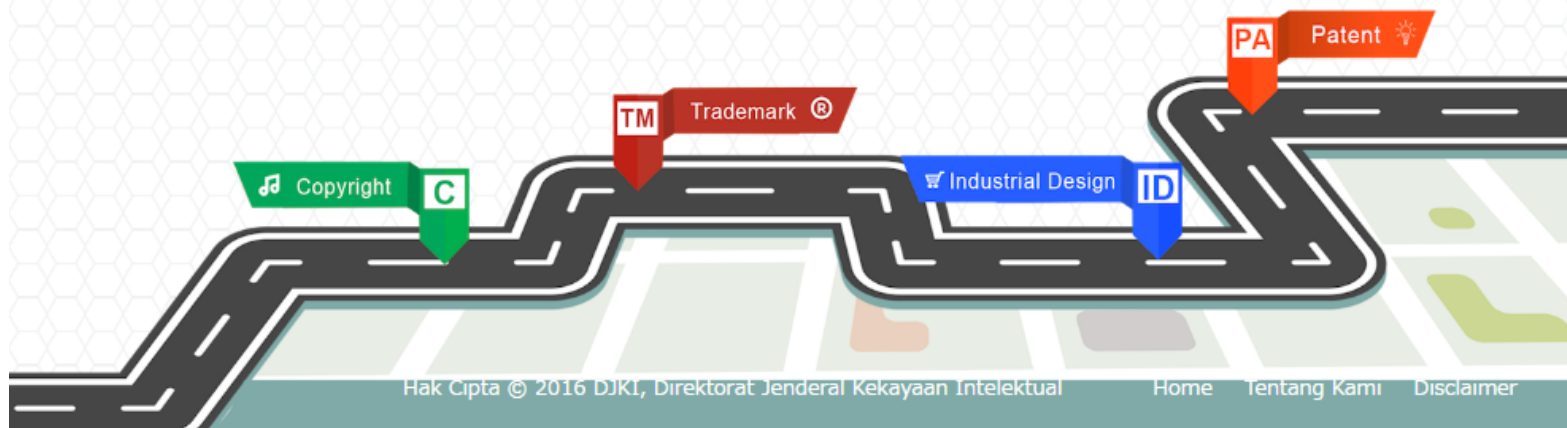 PA Patent
TM Trademark ®
Copyright C
Industrial Design ID
Hak Cipta © 2016 DJKI, Direktorat Jenderal Kekayaan Intelektual Home Tentang Kami Disclaimer